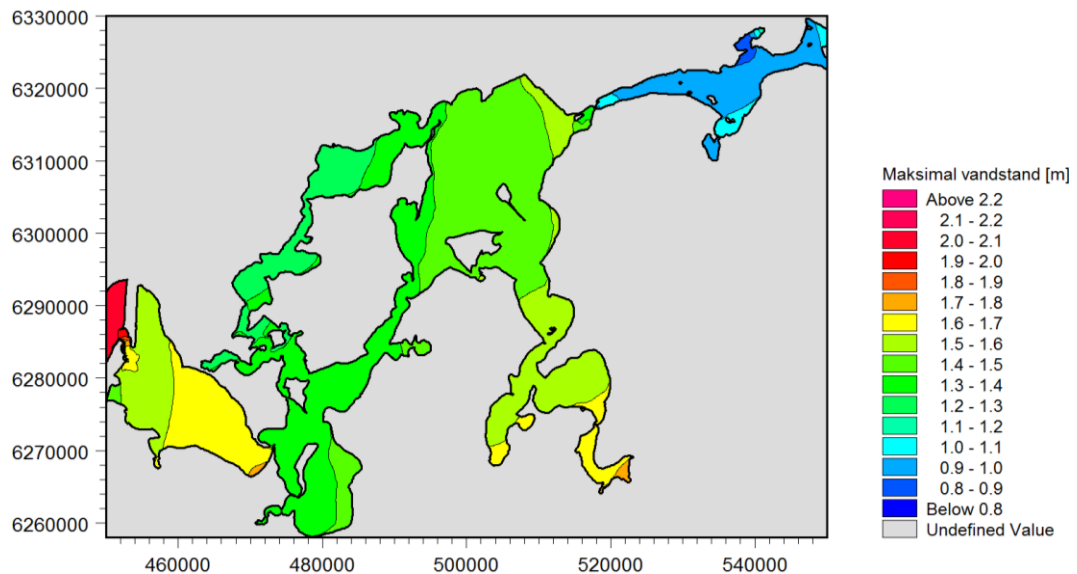 6330000
6320000
6310000
6300000
6290000
6280000
6270000
6260000
460000 480000 500000 520000 540000
Maksimal vandstand [m]
Above 2.2
2.1 - 2.2
2.0 - 2.1
1.9 - 2.0
1.8 - 1.9
1.7 - 1.8
1.6 - 1.7
1.5 - 1.6
1.4 - 1.5
1.3 - 1.4
1.2 - 1.3
1.1 - 1.2
1.0 - 1.1
0.9 - 1.0
0.8 - 0.9
Below 0.8
Undefined Value